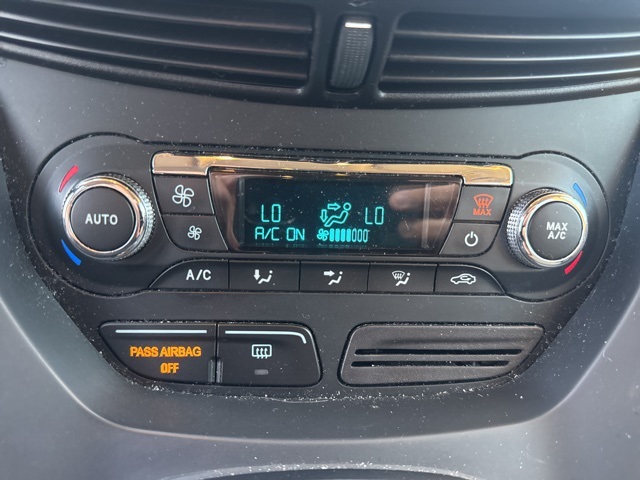 AUTO
LO LO
A/C ON
MAX
MAX
A/C
A/C
PASS AIRBAG
OFF